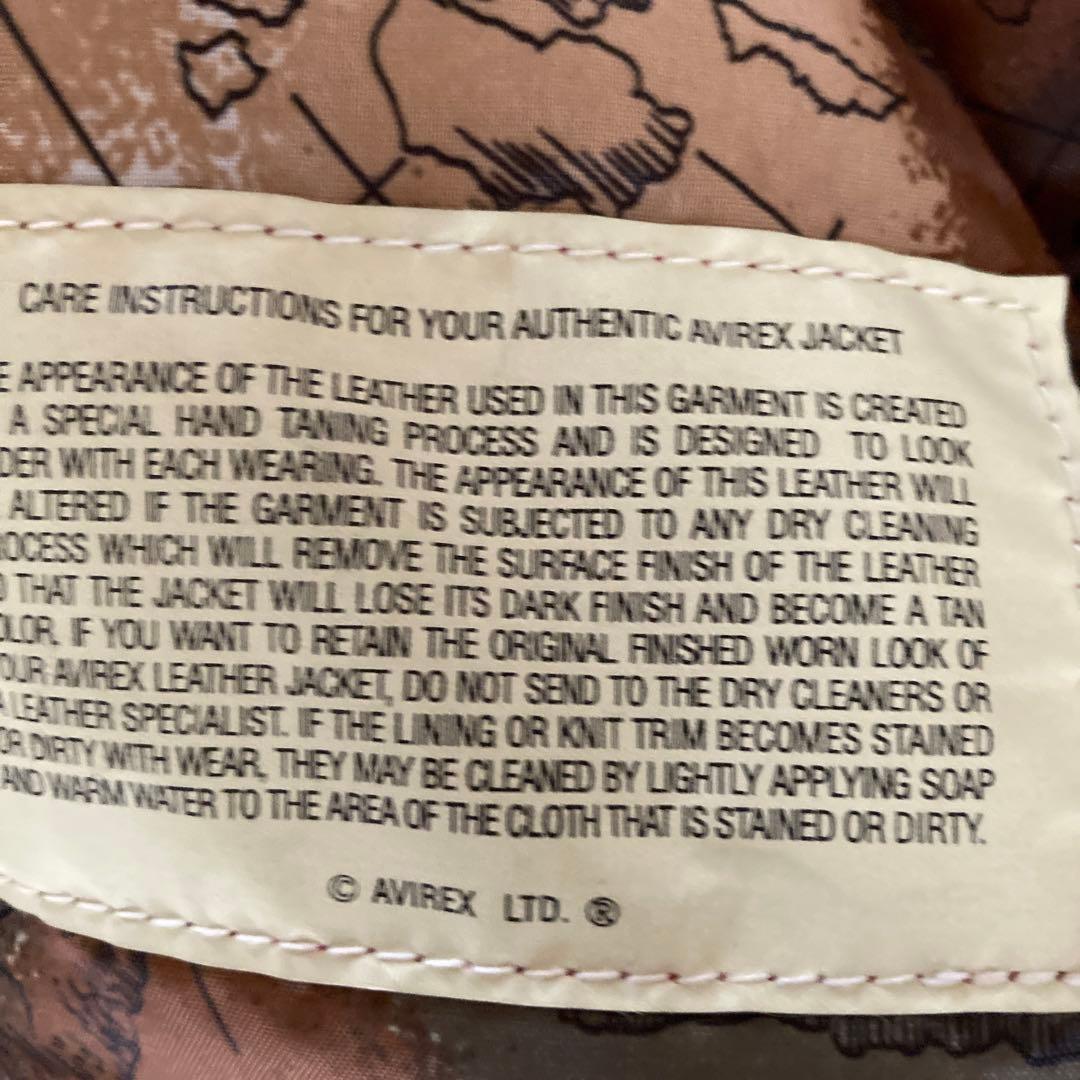 CARE INSTRUCTIONS FOR YOUR AUTHENTIC AVIREX JACKET
E APPEARANCE OF THE LEATHER USED IN THIS GARMENT IS CREATED
A SPECIAL HAND TANING PROCESS AND IS DESIGNED TO LOOK
DER WITH EACH WEARING. THE APPEARANCE OF THIS LEATHER WILL
ALTERED IF THE GARMENT IS SUBJECTED TO ANY DRY CLEANING
ROCESS WHICH WILL REMOVE THE SURFACE FINISH OF THE LEATHER
O THAT THE JACKET WILL LOSE ITS DARK FINISH AND BECOME A TAN
OLOR. IF YOU WANT TO RETAIN THE ORIGINAL FINISHED WORN LOOK OF
OUR AVIREX LEATHER JACKET, DO NOT SEND TO THE DRY CLEANERS OR
A LEATHER SPECIALIST. IF THE LINING OR KNIT TRIM BECOMES STAINED
OR DIRTY WITH WEAR. THEY MAY BE CLEANED BY LIGHTLY APPLYING SOAP
AND WARM WATER TO THE AREA OF THE CLOTH THAT IS STAINED OR DIRTY.
© AVIREX LTD. ®